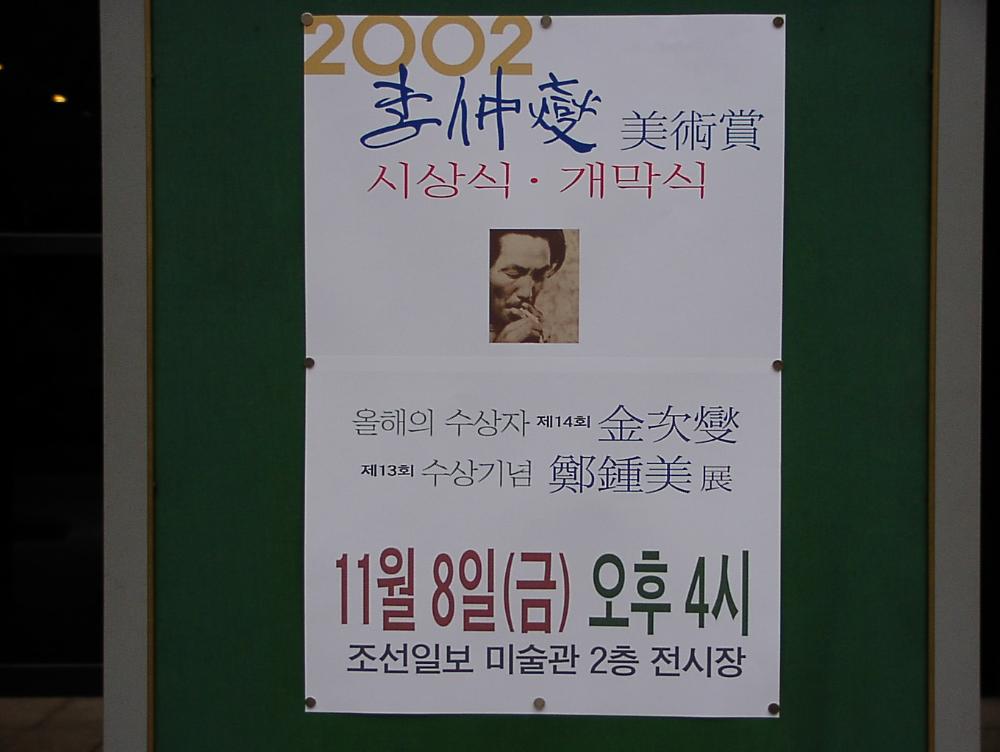 2002
李仲燮 美術賞
시상식 · 개막식
올해의 수상자 제14회 金次燮
제13회 수상기념 鄭鍾美 展
11월 8일(금) 오후 4시
조선일보 미술관 2층 전시장